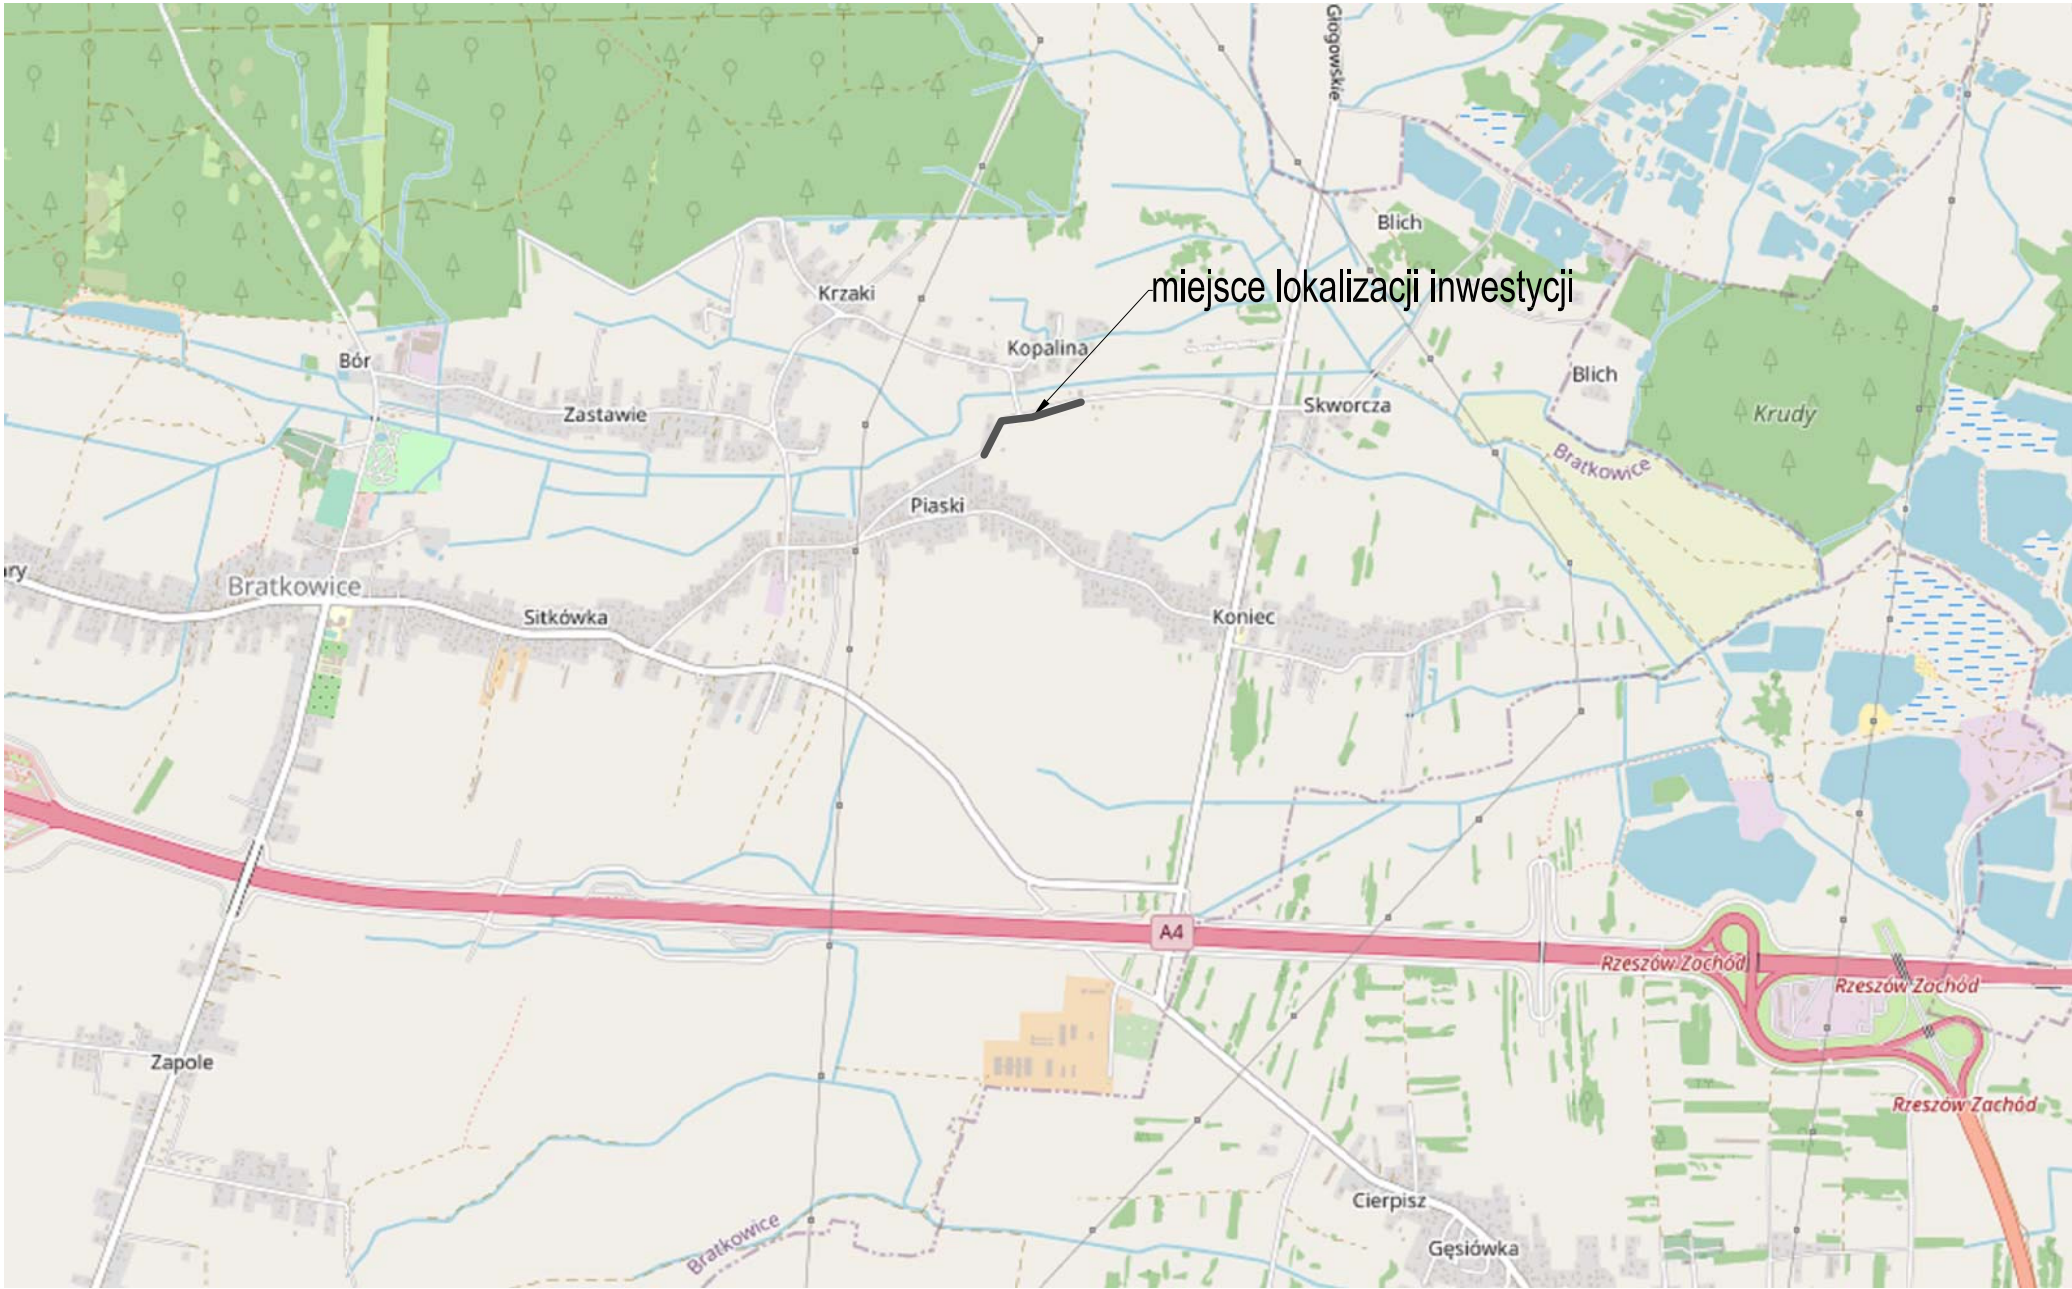 Głogowskie
Blich
miejsce lokalizacji inwestycji
Krzaki
Kopalina
Bór
Blich
Zastawie
Skworcza
Krudy
Bratkowice
Piaski
ry
Bratkowice
Sitkówka
Koniec
A4
Rzeszów Zachód
Rzeszów Zachód
Zapole
Rzeszów Zachód
Cierpisz
Bratkowice
Gęsiówka